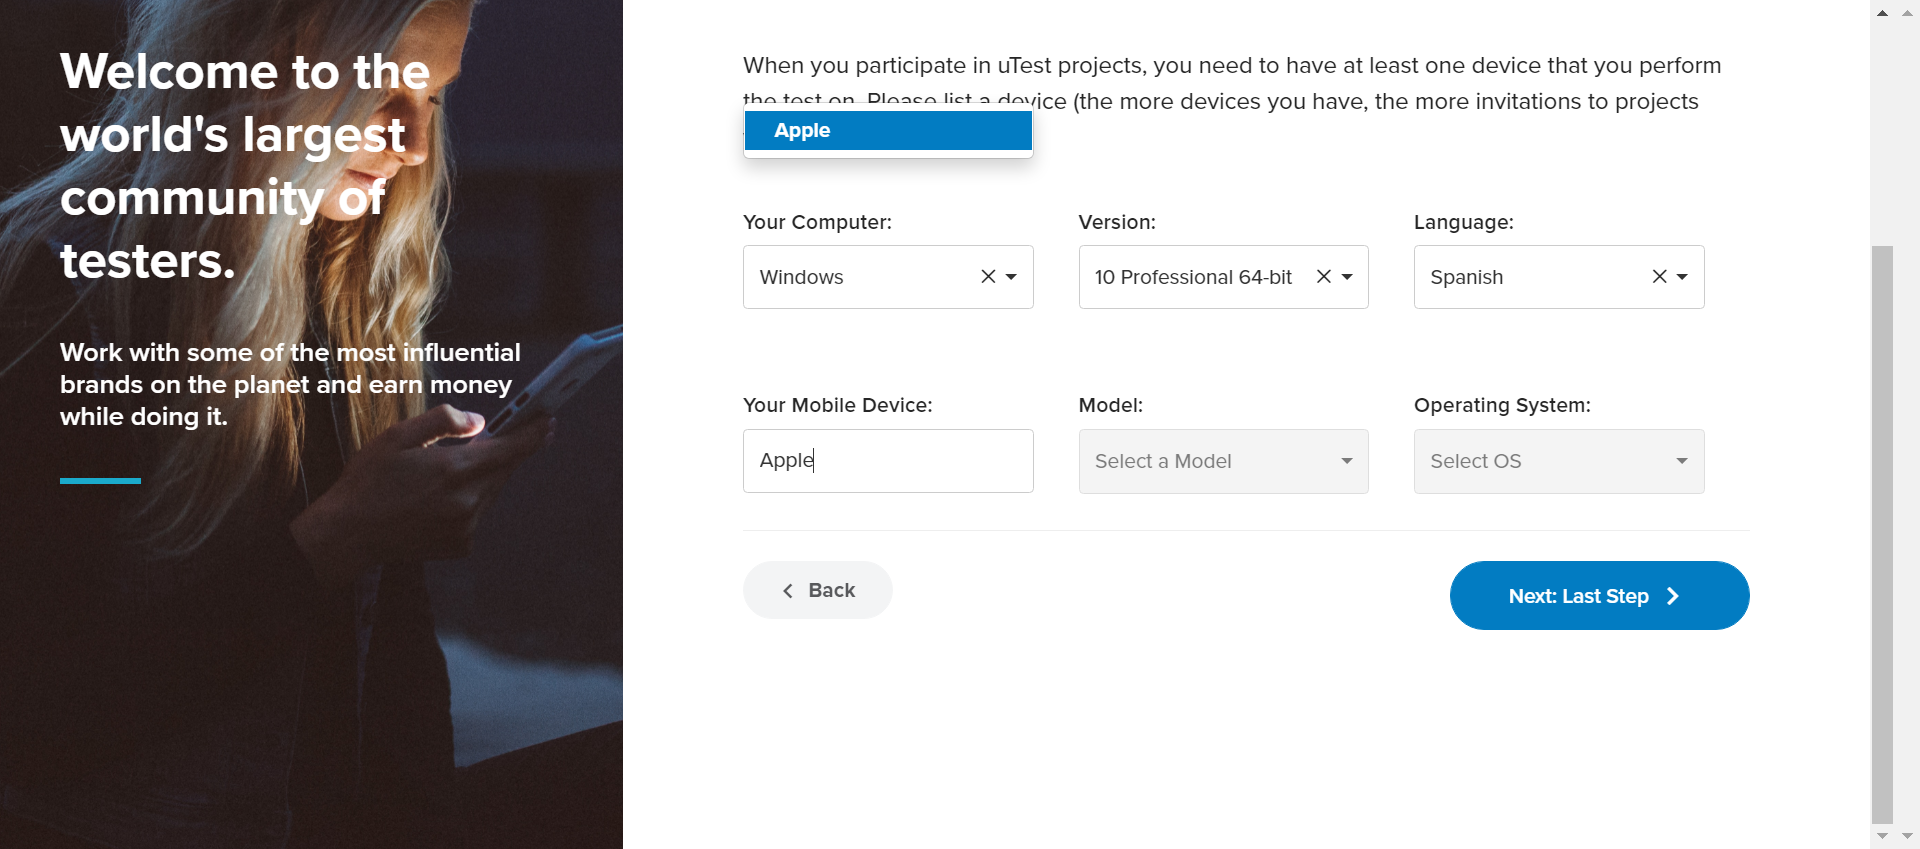 Welcome to the
world's largest
community of
testers.
Work with some of the most influential
brands on the planet and earn money
while doing it.
When you participate in uTest projects, you need to have at least one device that you perform
the test on. Please list a device (the more devices you have, the more invitations to projects
Apple
Your Computer:
Version:
Language:
Windows
10 Professional 64-bit
Spanish
Your Mobile Device:
Model:
Operating System:
Apple
Select a Model
Select OS
Back
Next: Last Step